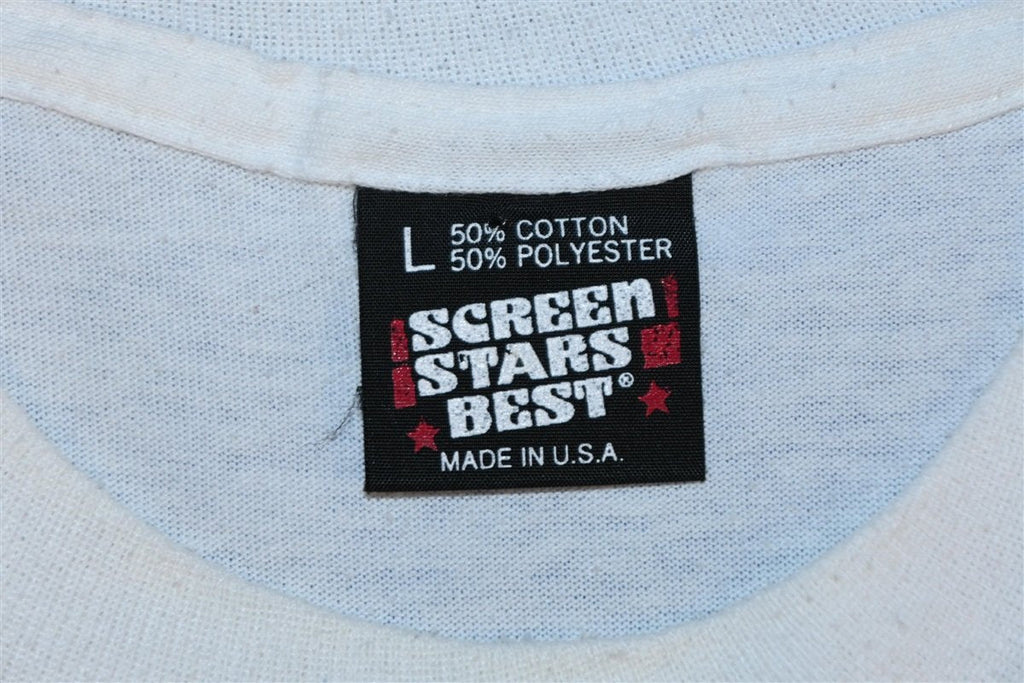 L 50% COTTON
50% POLYESTER
SCREEN
STARS
BEST®
MADE IN U.S.A.